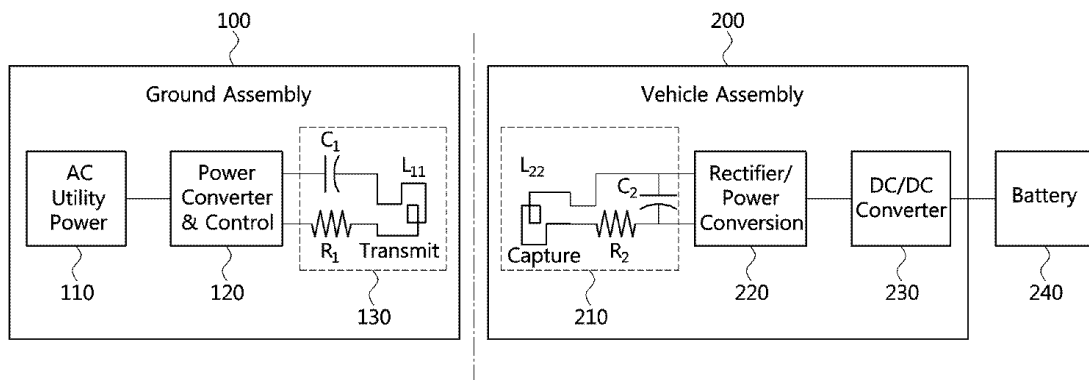 100
200
Ground Assembly
Vehicle Assembly
AC
Utility
Power
Power
Converter
& Control
C1
L11
R1
Transmit
L22
C2
Capture
R2
Rectifier/
Power
Conversion
DC/DC
Converter
Battery
110
120
130
210
220
230
240